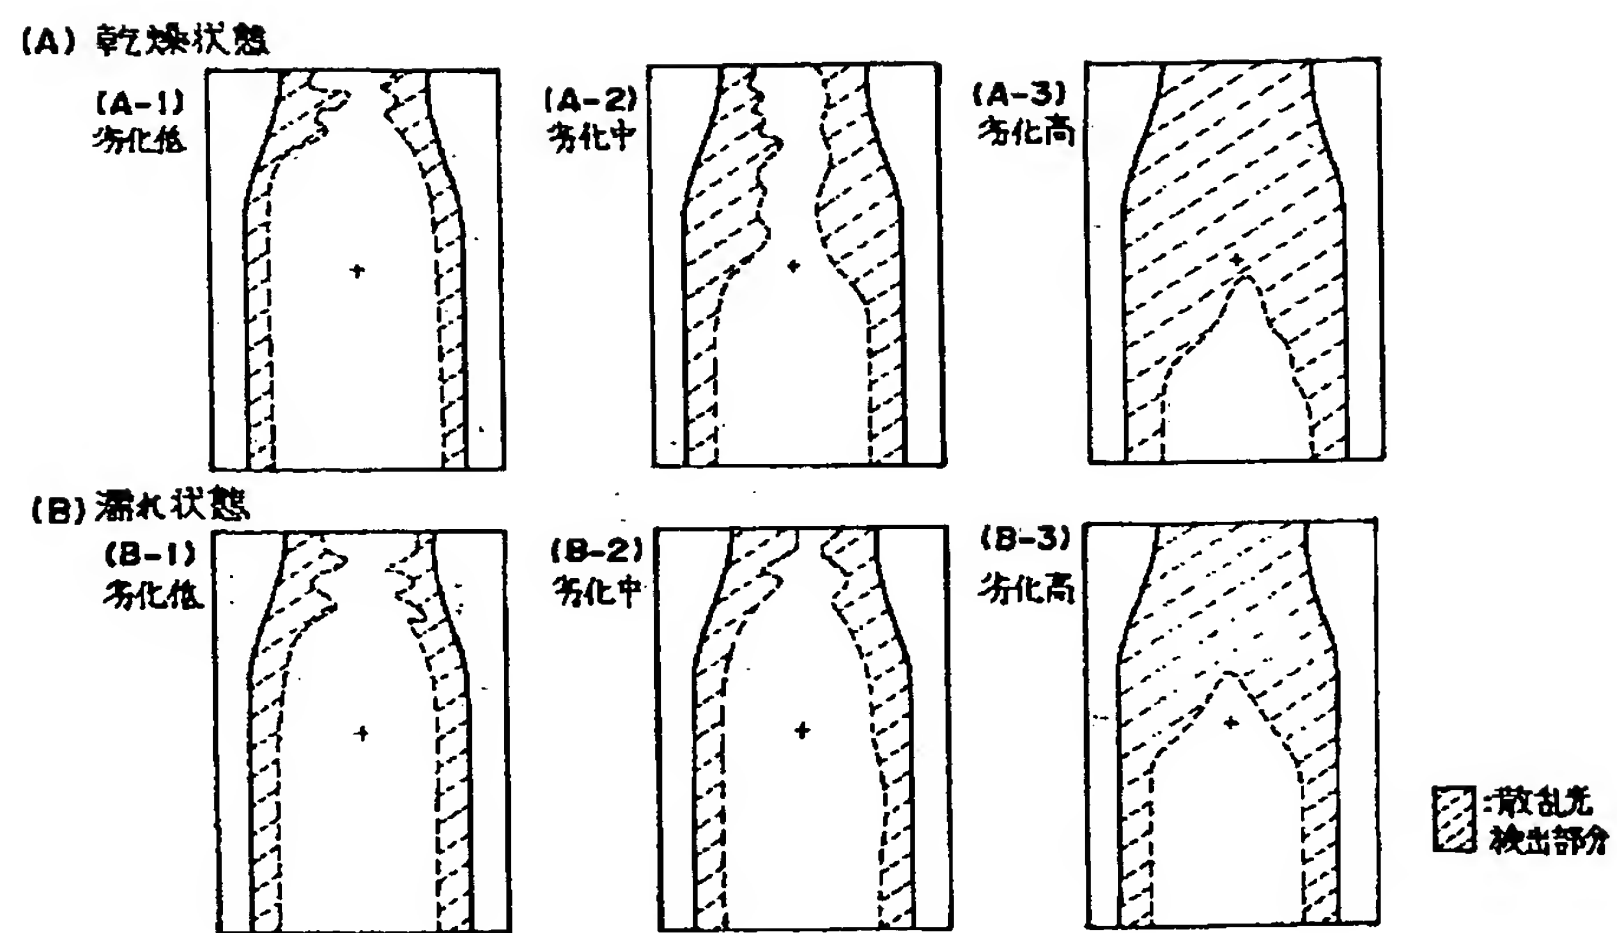 (A) 乾燥状態
(A-1)
劣化低
(A-2)
劣化中
(A-3)
劣化高
(B) 濡れ状態
(B-1)
劣化低
(B-2)
劣化中
(B-3)
劣化高
:散乱光
検出部分